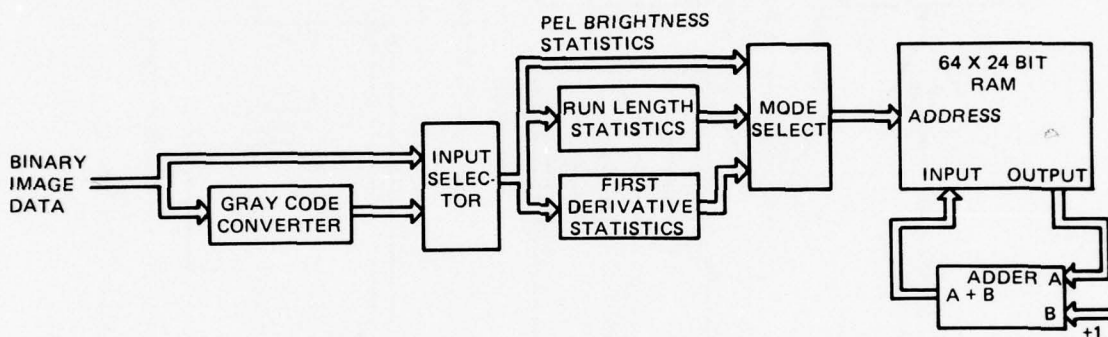 PEL BRIGHTNESS
STATISTICS
BINARY
IMAGE
DATA
GRAY CODE
CONVERTER
INPUT
SELEC-
TOR
RUN LENGTH
STATISTICS
FIRST
DERIVATIVE
STATISTICS
MODE
SELECT
64 X 24 BIT
RAM
ADDRESS
INPUT OUTPUT
ADDER A
A + B
B
+1